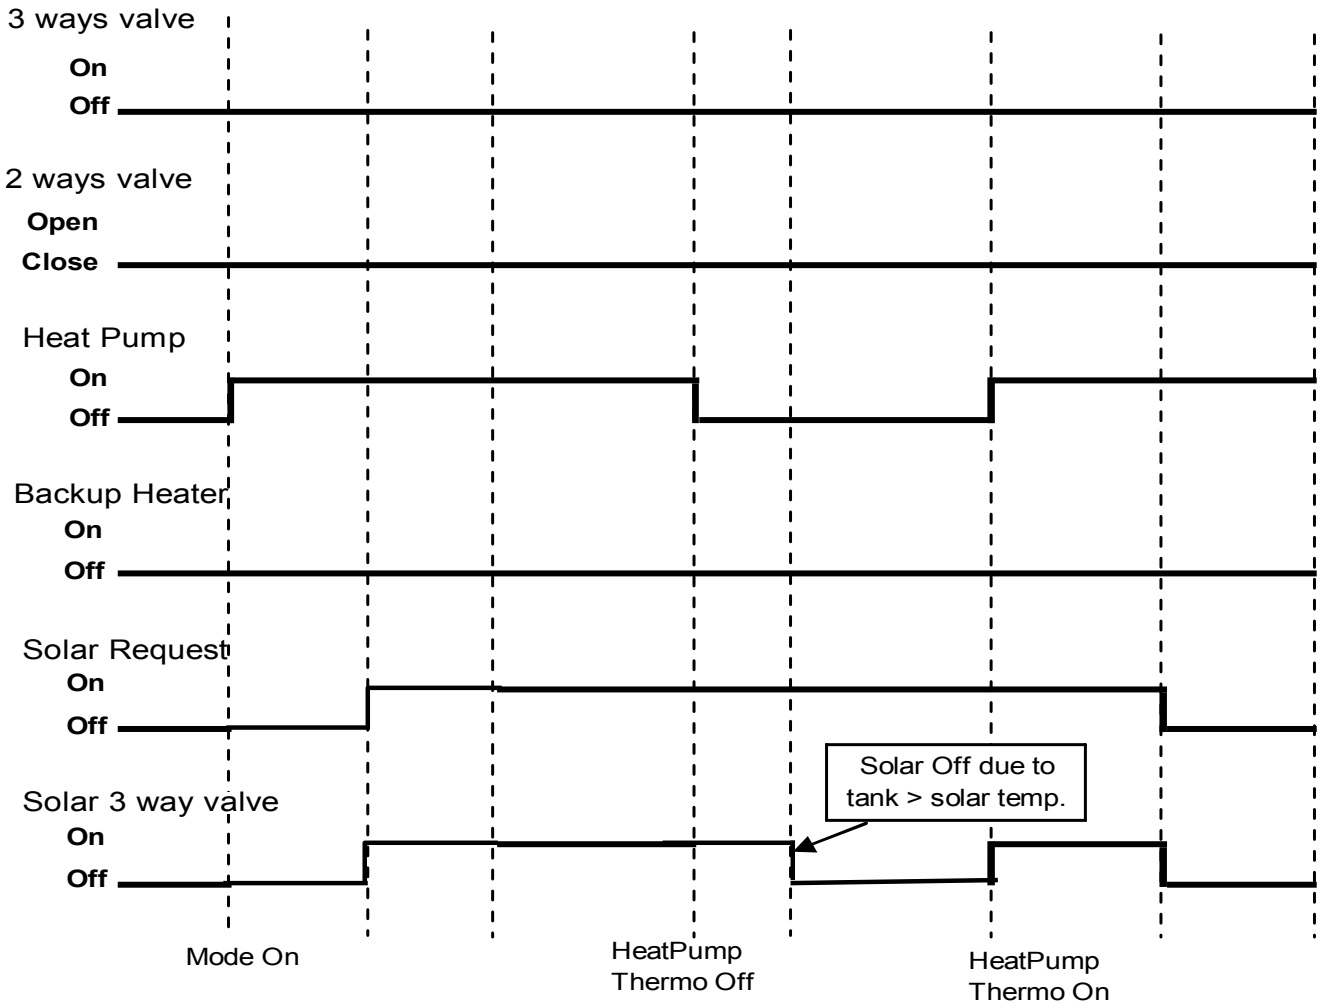 3 ways valve
On
Off
2 ways valve
Open
Close
Heat Pump
On
Off
Backup Heater
On
Off
Solar Request
On
Off
Solar Off due to
tank > solar temp.
Solar 3 way valve
On
Off
Mode On
HeatPump
Thermo Off
HeatPump
Thermo On